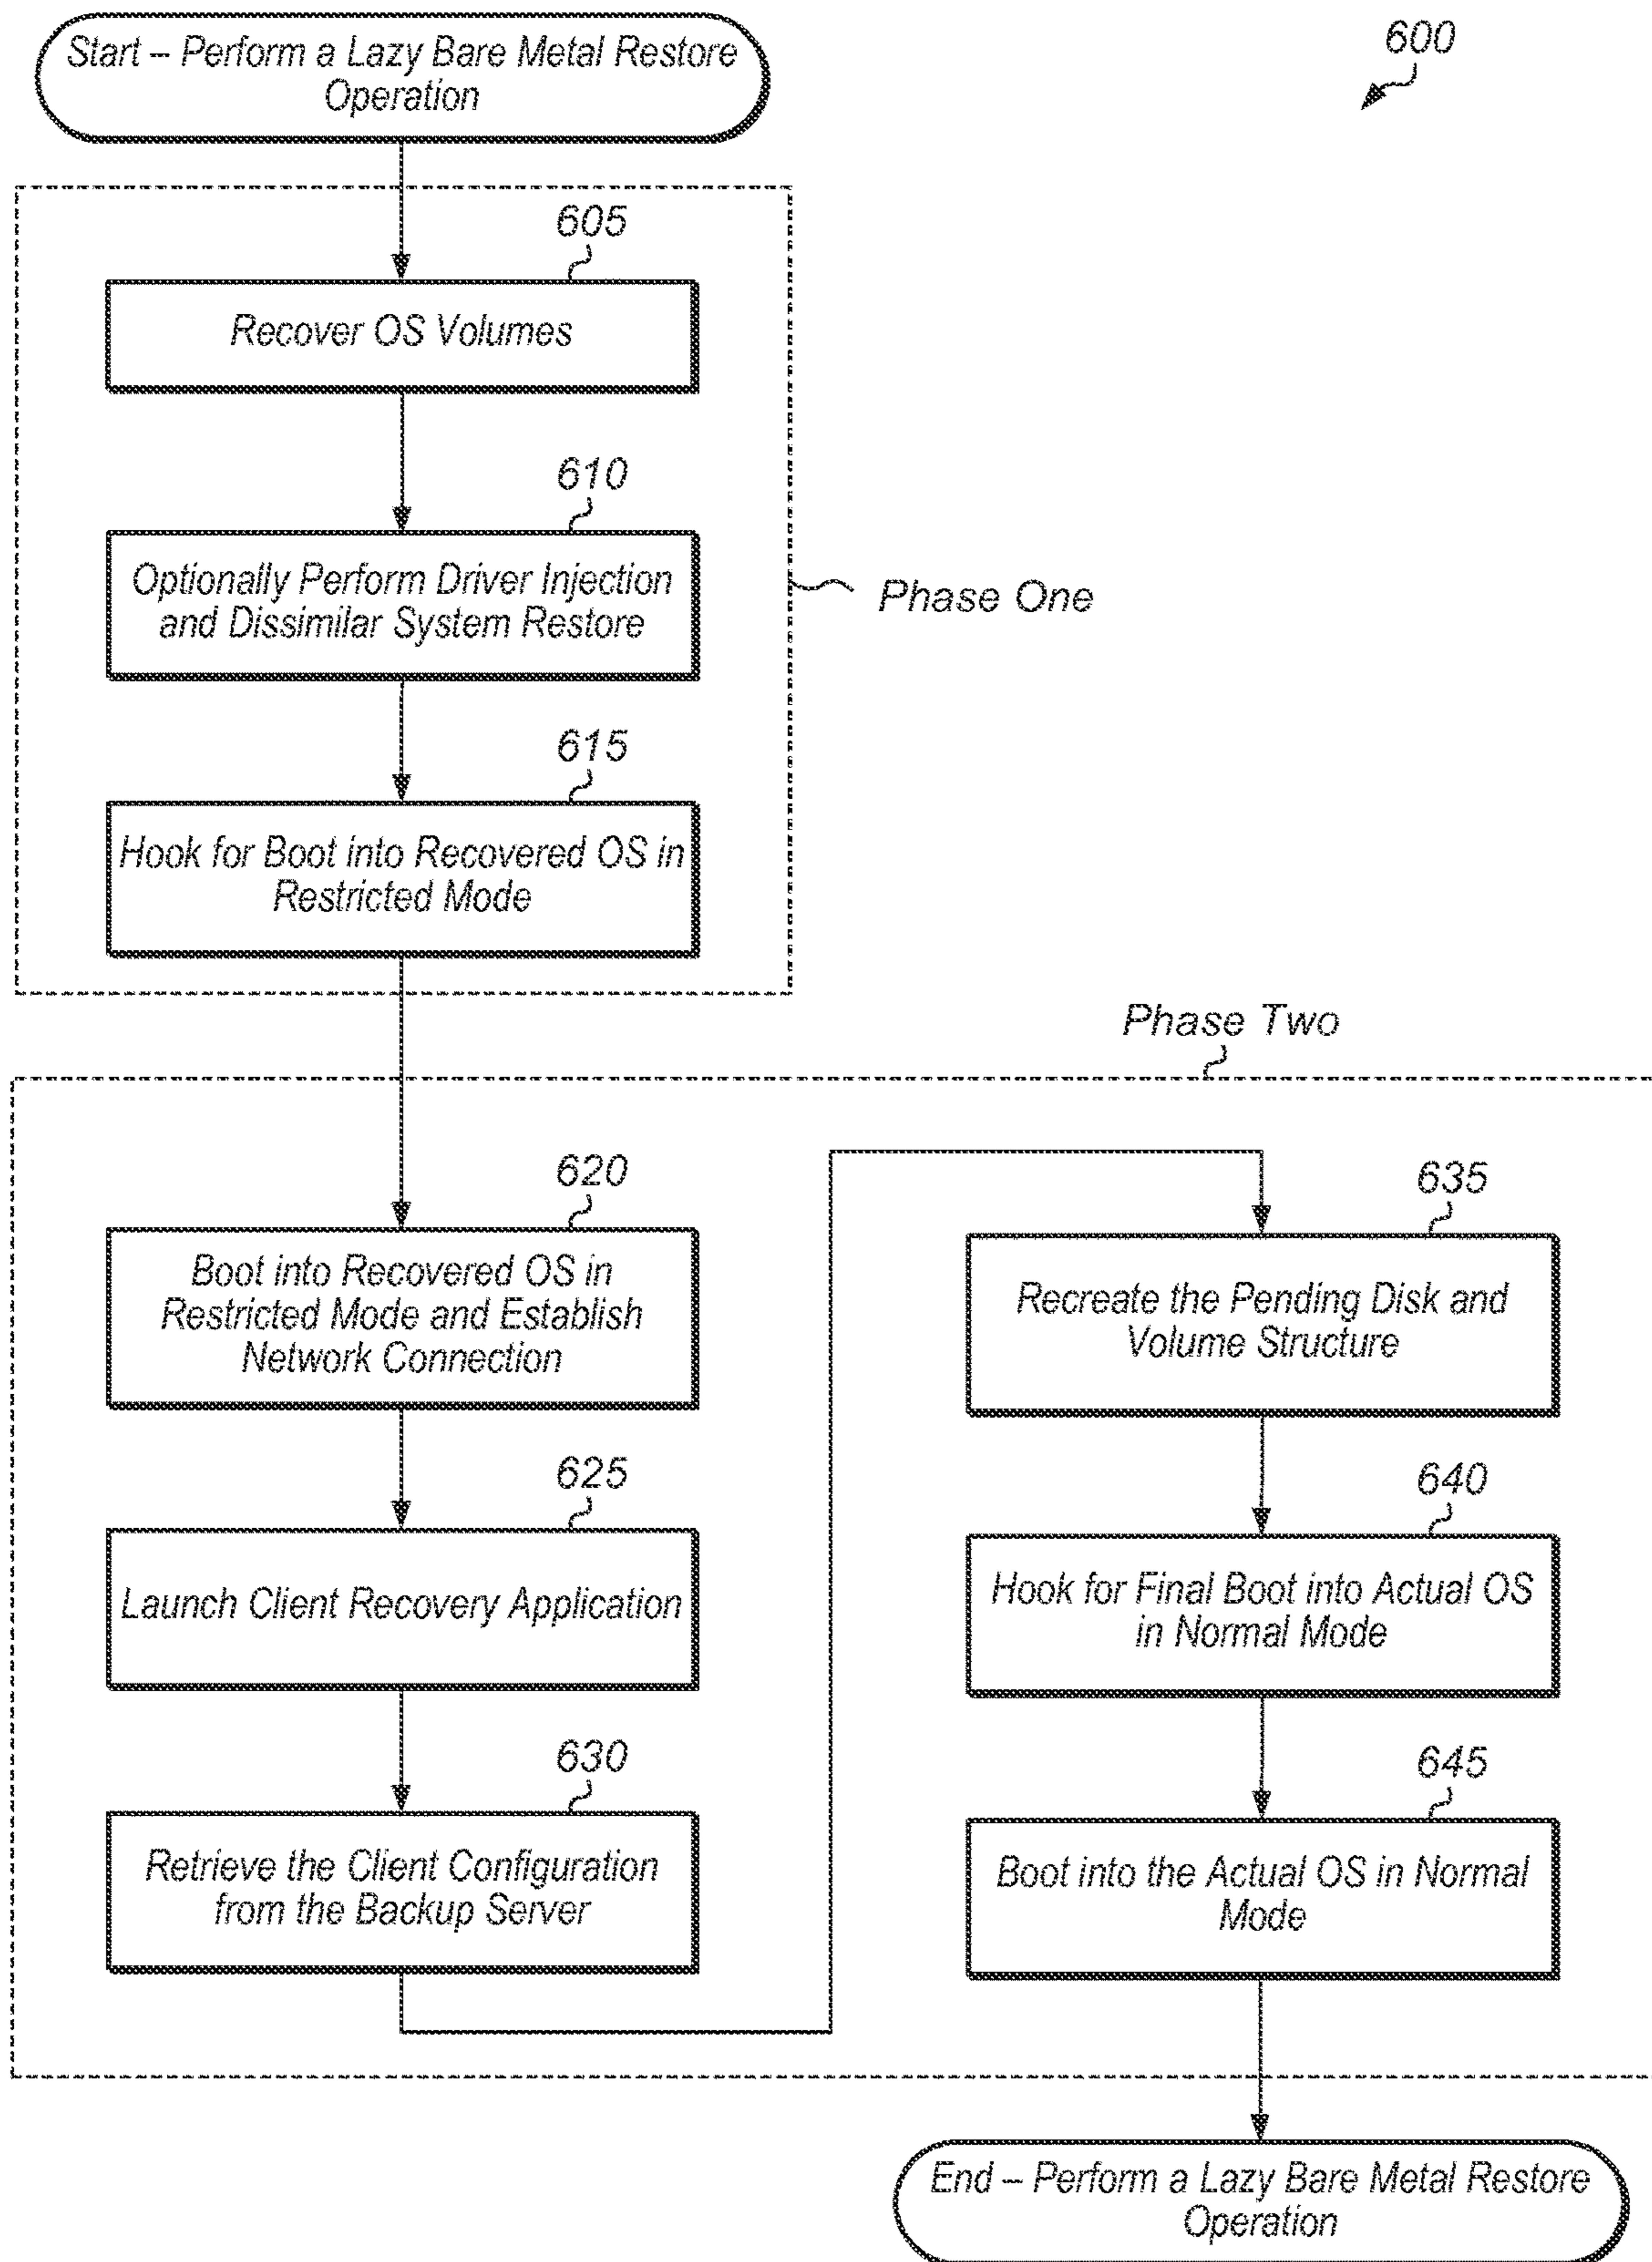 600
Start – Perform a Lazy Bare Metal Restore
Operation
605
Recover OS Volumes
610
Optionally Perform Driver Injection
and Dissimilar System Restore
Phase One
615
Hook for Boot into Recovered OS in
Restricted Mode
Phase Two
620
Boot into Recovered OS in
Restricted Mode and Establish
Network Connection
625
Launch Client Recovery Application
630
Retrieve the Client Configuration
from the Backup Server
635
Recreate the Pending Disk and
Volume Structure
640
Hook for Final Boot into Actual OS
in Normal Mode
645
Boot into the Actual OS in Normal
Mode
End – Perform a Lazy Bare Metal Restore
Operation